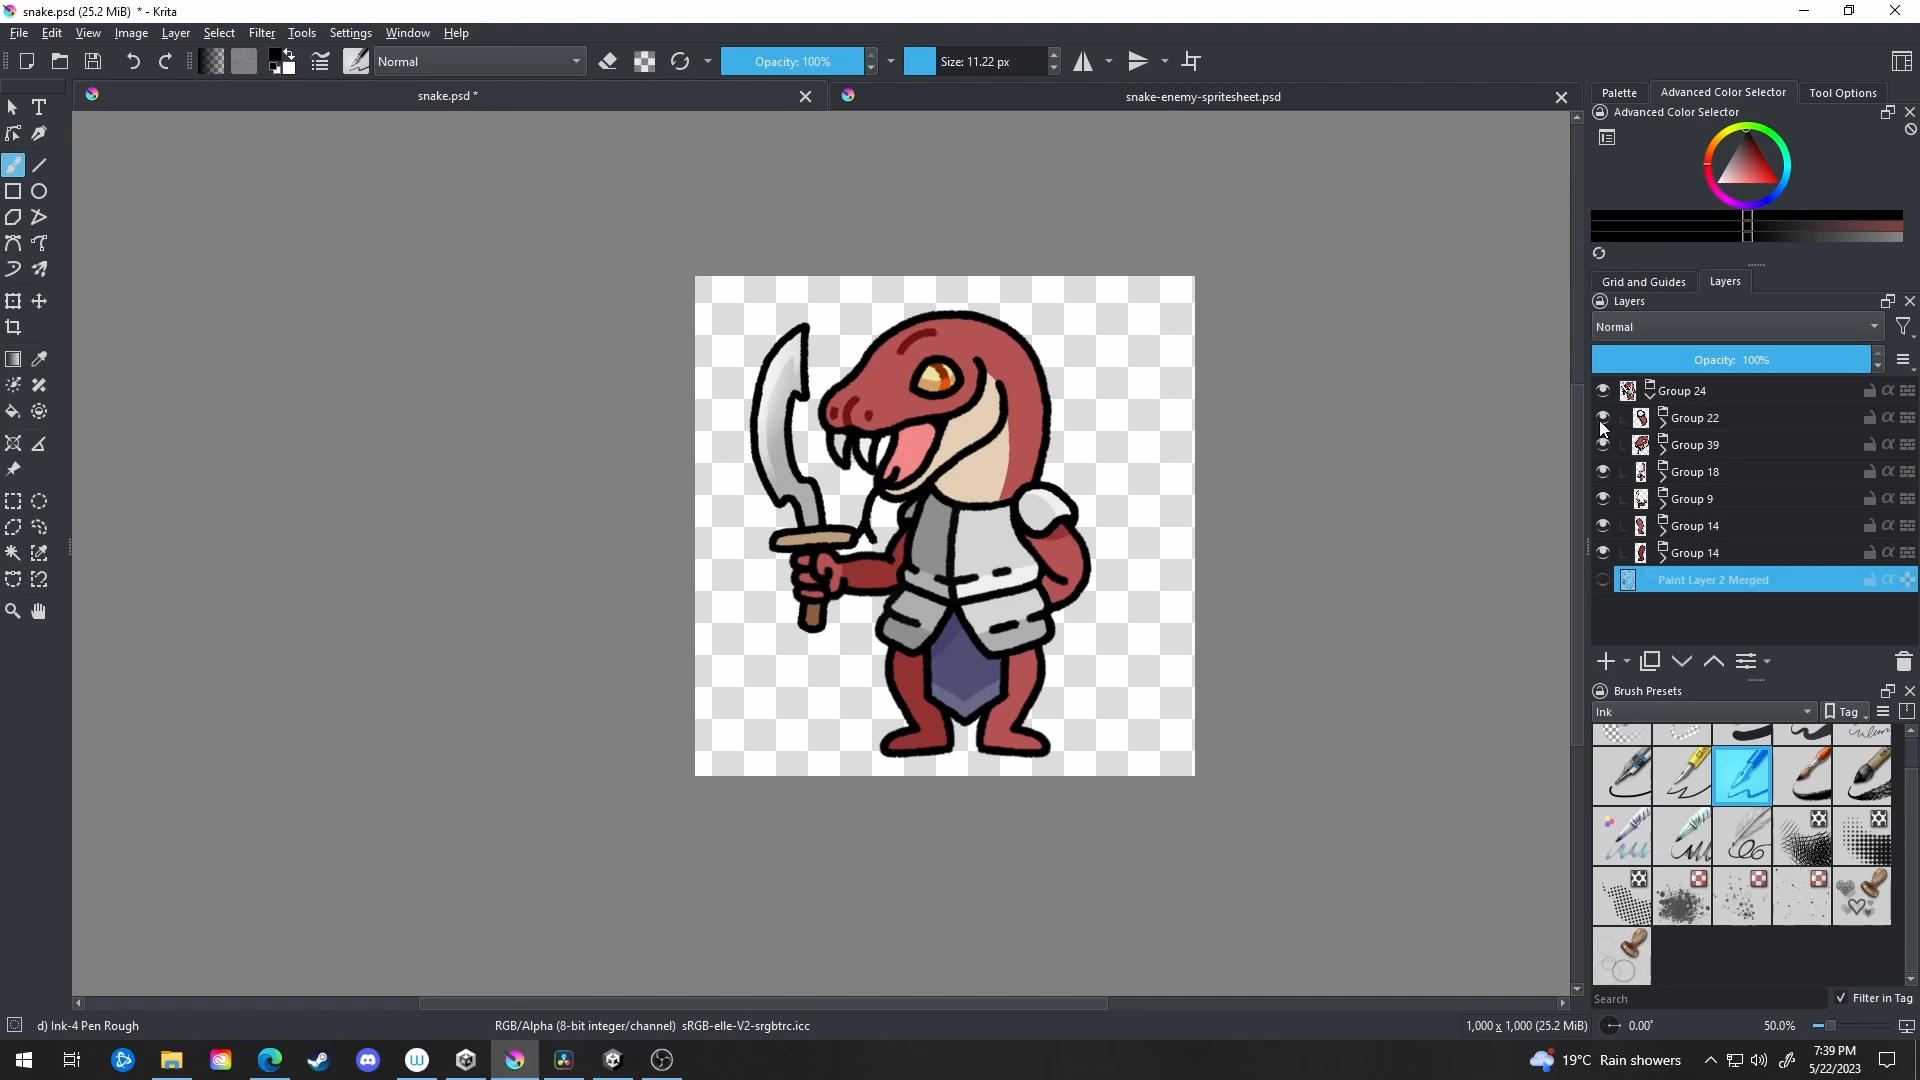 snake.psd (25.2 MiB) * - Krita
File Edit View Image Layer Select Filter Tools Settings Window Help
Normal
Opacity: 100%
Size: 11.22 px
snake.psd *
snake-enemy-spritesheet.psd
Palette Advanced Color Selector Tool Options
Advanced Color Selector
Grid and Guides Layers
Layers
Normal
Opacity: 100%
Group 24
Group 22
Group 39
Group 18
Group 9
Group 14
Group 14
Paint Layer 2 Merged
Brush Presets
Ink
Tag
Search
Filter in Tag
d) Ink-4 Pen Rough
RGB/Alpha (8-bit integer/channel) sRGB-elle-V2-srgbtrc.icc
1,000 x 1,000 (25.2 MiB)
0.00°
50.0%
19°C Rain showers
7:39 PM
5/22/2023